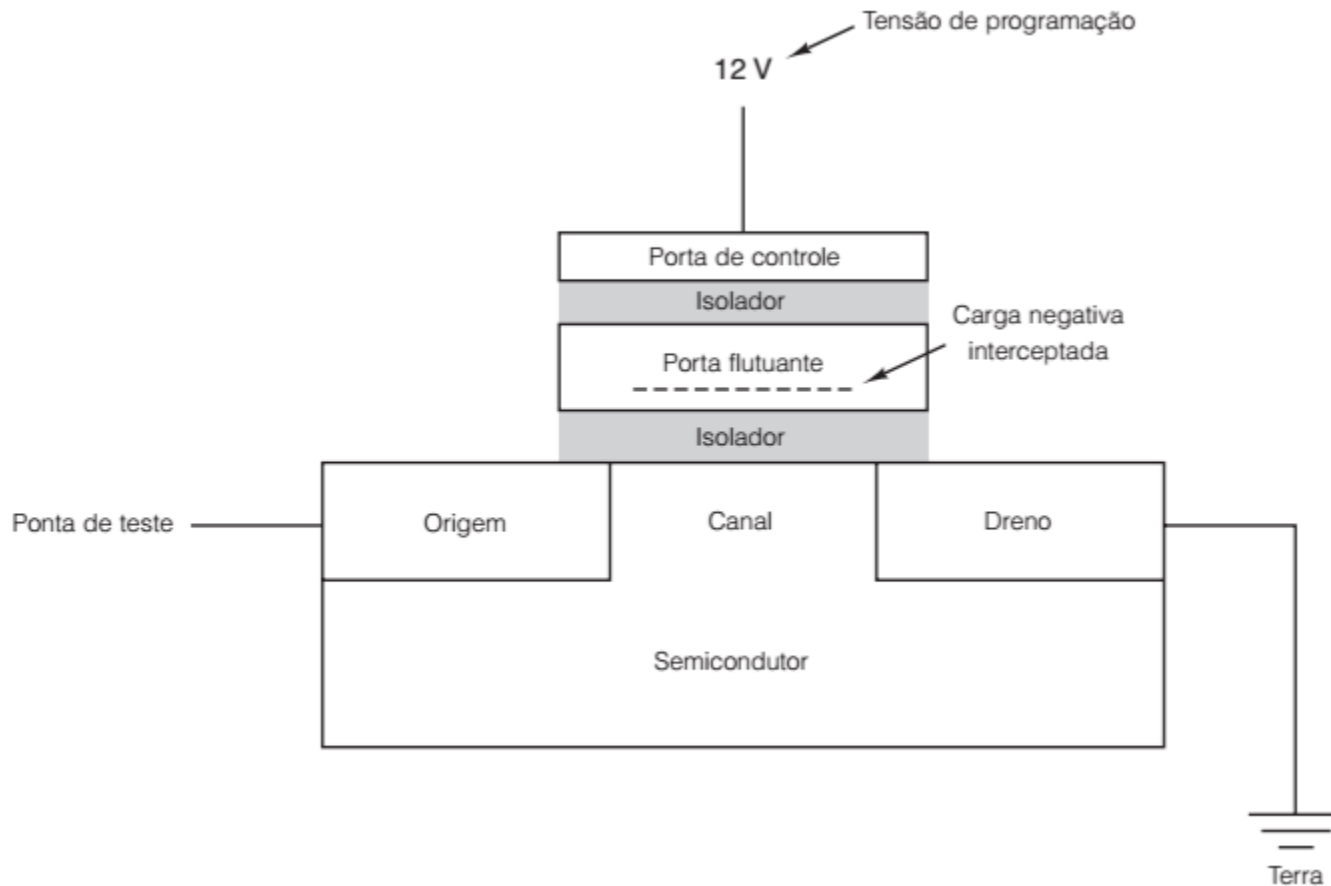 Tensão de programação
12 V
Porta de controle
Isolador
Carga negativa
interceptada
Porta flutuante
Isolador
Ponta de teste
Origem
Canal
Dreno
Semicondutor
Terra